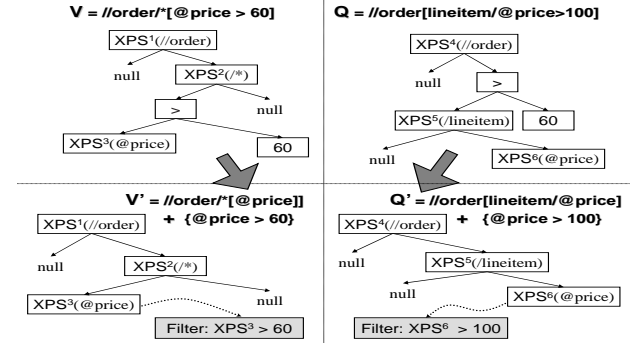 V = //order/*[@price > 60]
XPS¹(//order)
null
XPS²(/*)
>
null
XPS³(@price)
60
Q = //order[lineitem/@price>100]
XPS⁴(//order)
null
>
XPS⁵(/lineitem)
60
null
XPS⁶(@price)
V' = //order/*[@price]]
+ {@price > 60}
XPS¹(//order)
null
XPS²(/*)
XPS³(@price)
null
Filter: XPS³ > 60
Q' = //order[lineitem/@price]
+ {@price > 100}
XPS⁴(//order)
null
XPS⁵(/lineitem)
null
XPS⁶(@price)
Filter: XPS⁶ > 100